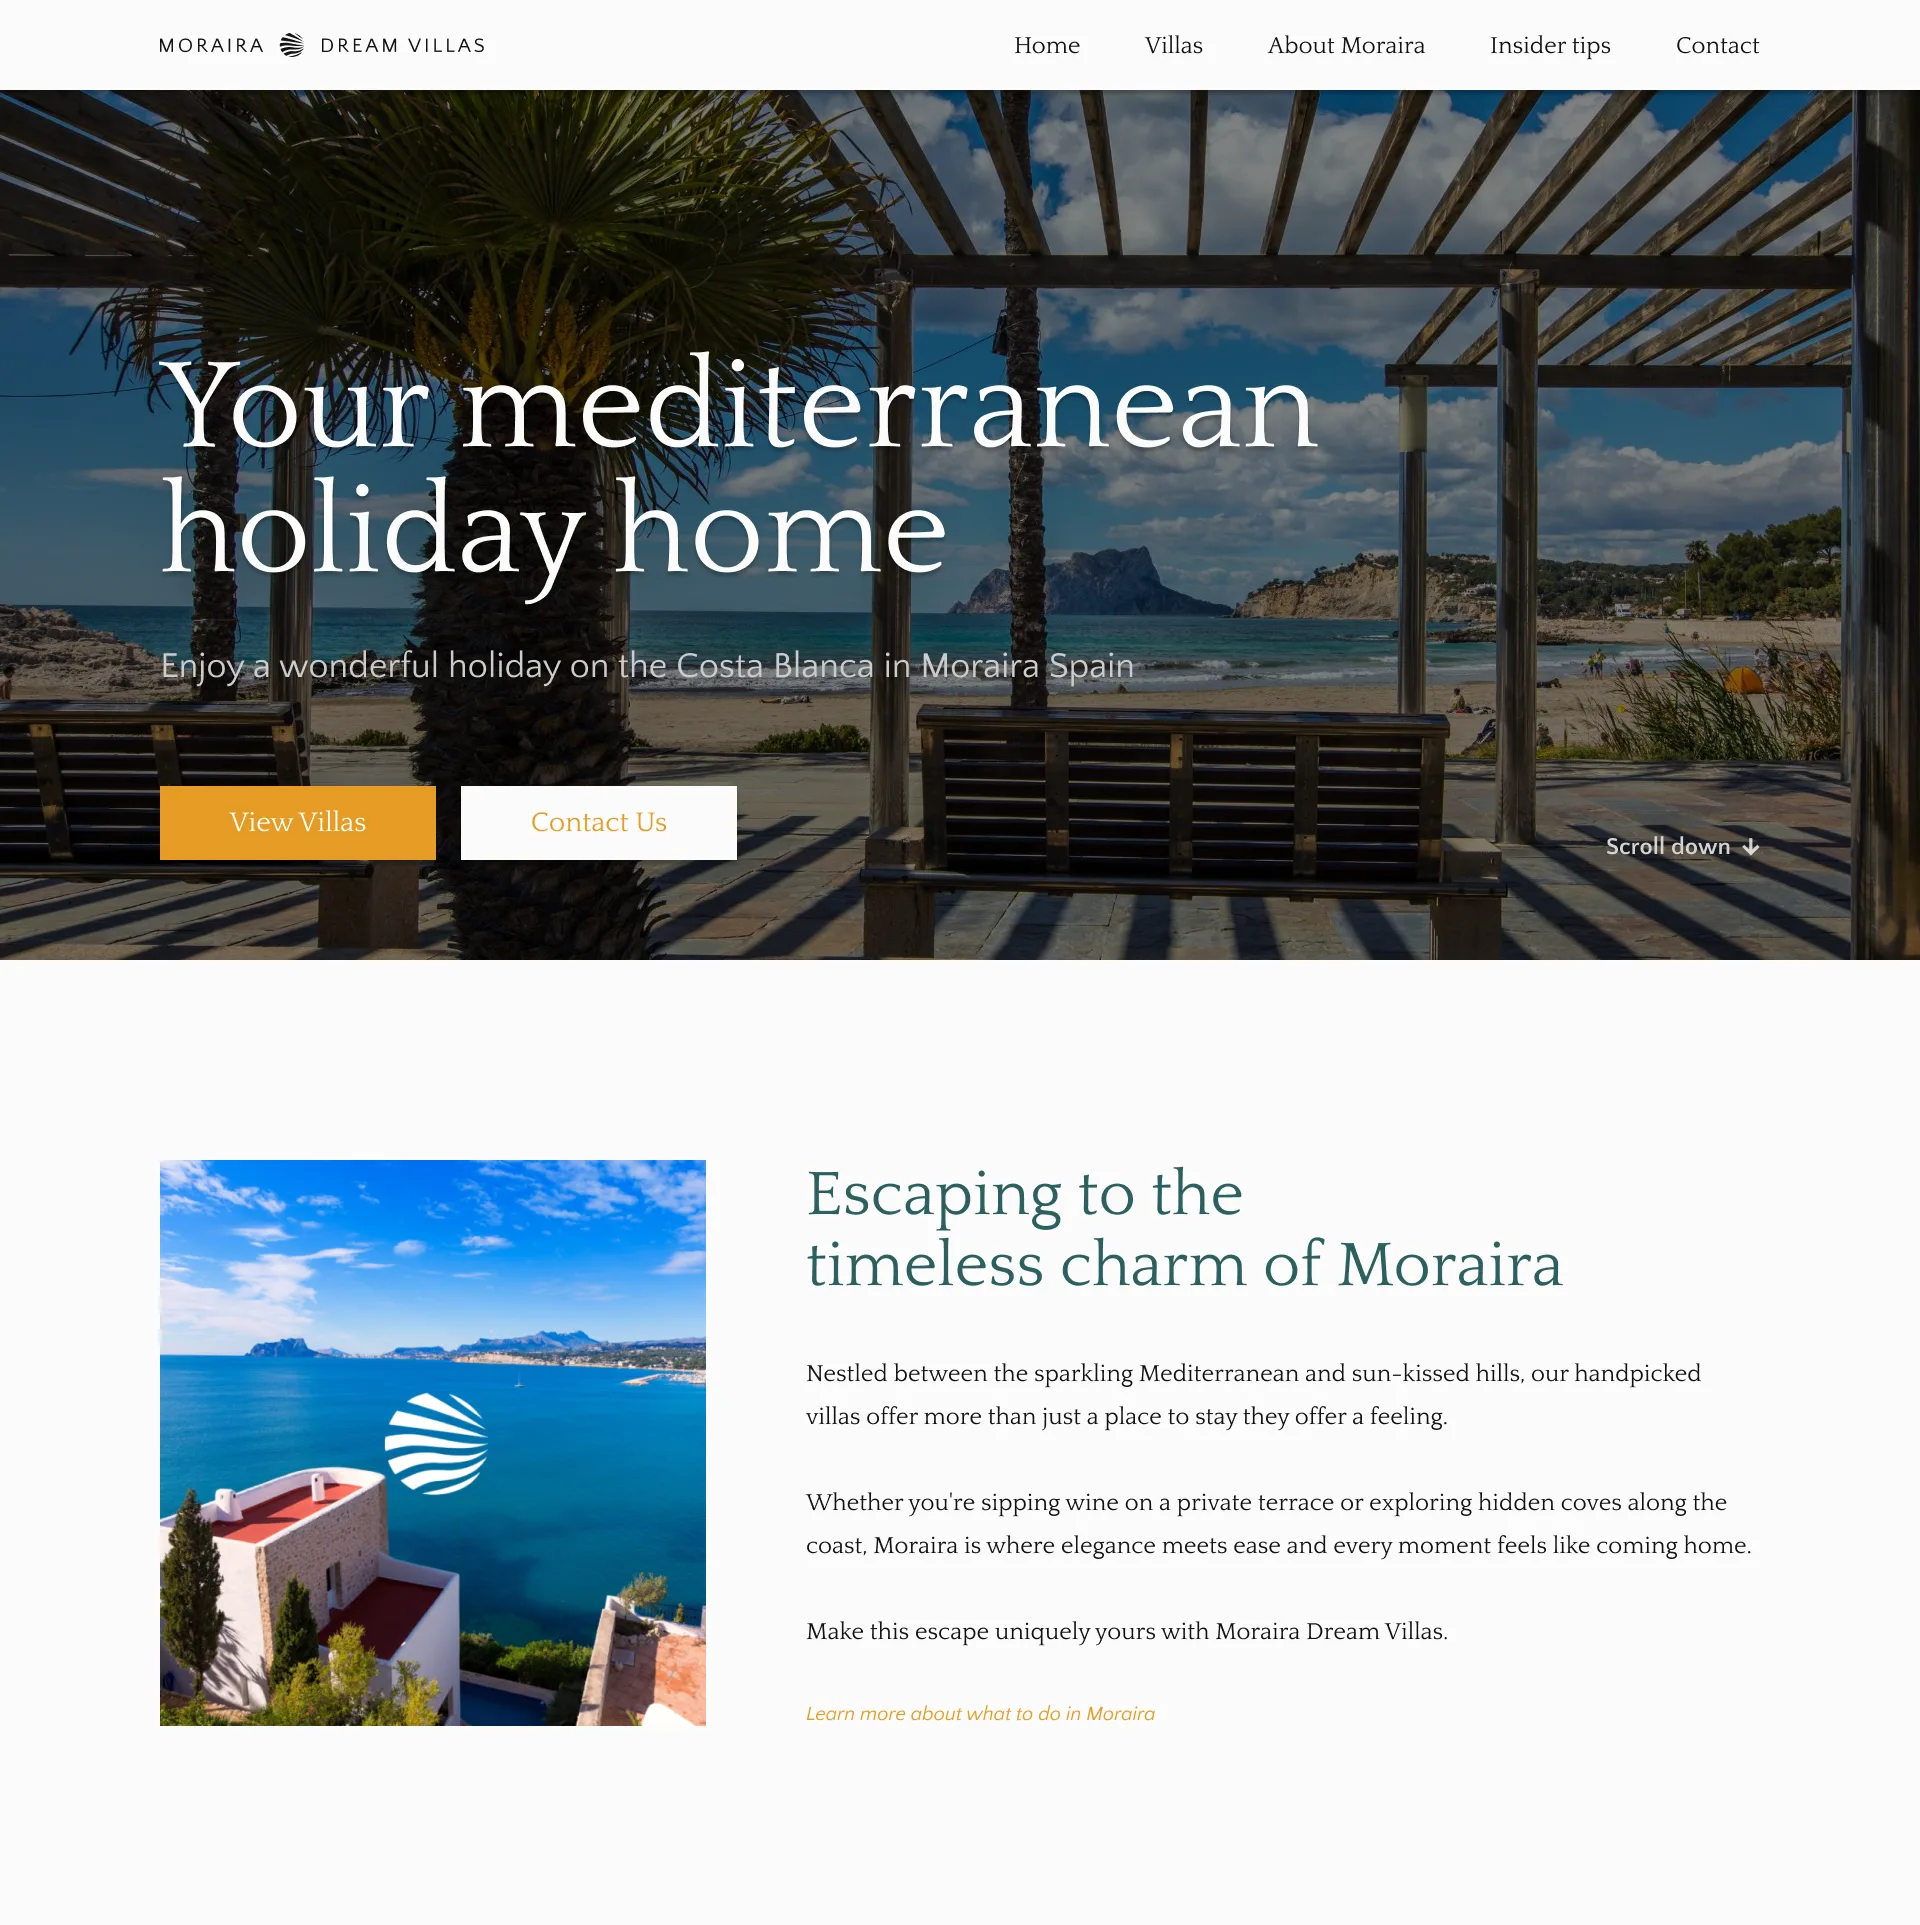 MORAIRA DREAM VILLAS
Home Villas About Moraira Insider tips Contact
Your mediterranean
holiday home
Enjoy a wonderful holiday on the Costa Blanca in Moraira Spain
View Villas Contact Us
Scroll down
Escaping to the
timeless charm of Moraira
Nestled between the sparkling Mediterranean and sun-kissed hills, our handpicked
villas offer more than just a place to stay they offer a feeling.
Whether you're sipping wine on a private terrace or exploring hidden coves along the
coast, Moraira is where elegance meets ease and every moment feels like coming home.
Make this escape uniquely yours with Moraira Dream Villas.
Learn more about what to do in Moraira